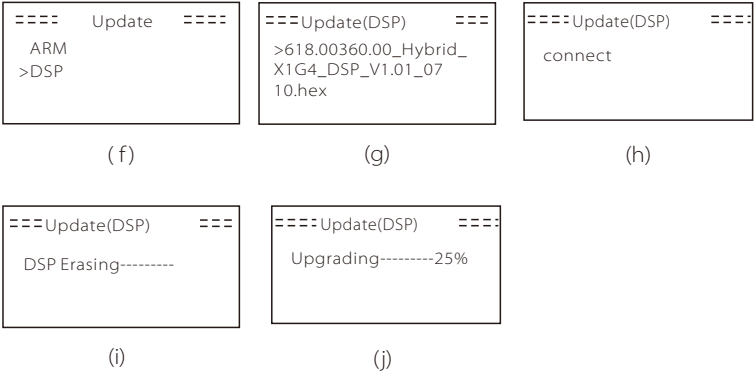 ==== Update ====
ARM
>DSP
(f)
===Update(DSP) ===
>618.00360.00_Hybrid_
X1G4_DSP_V1.01_07
10.hex
(g)
====Update(DSP) ====
connect
(h)
===Update(DSP) ===
DSP Erasing---------
(i)
====Update(DSP) ====
Upgrading---------25%
(j)